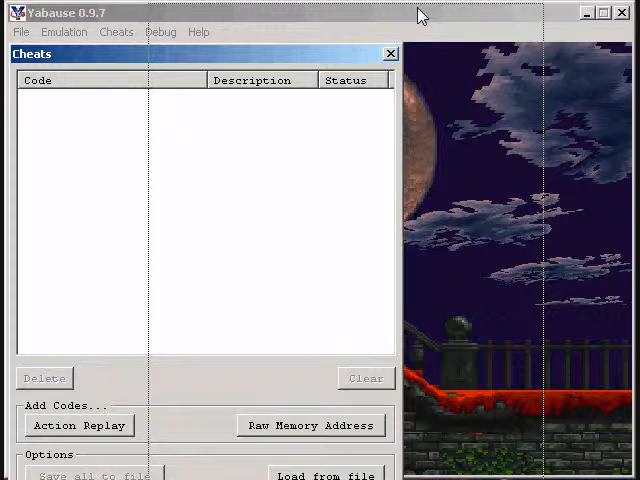 Yabause 0.9.7
File Emulation Cheats Debug Help
Cheats
Code Description Status
Delete Clear
Add Codes...
Action Replay Raw Memory Address
Options
Save all to file Load from file